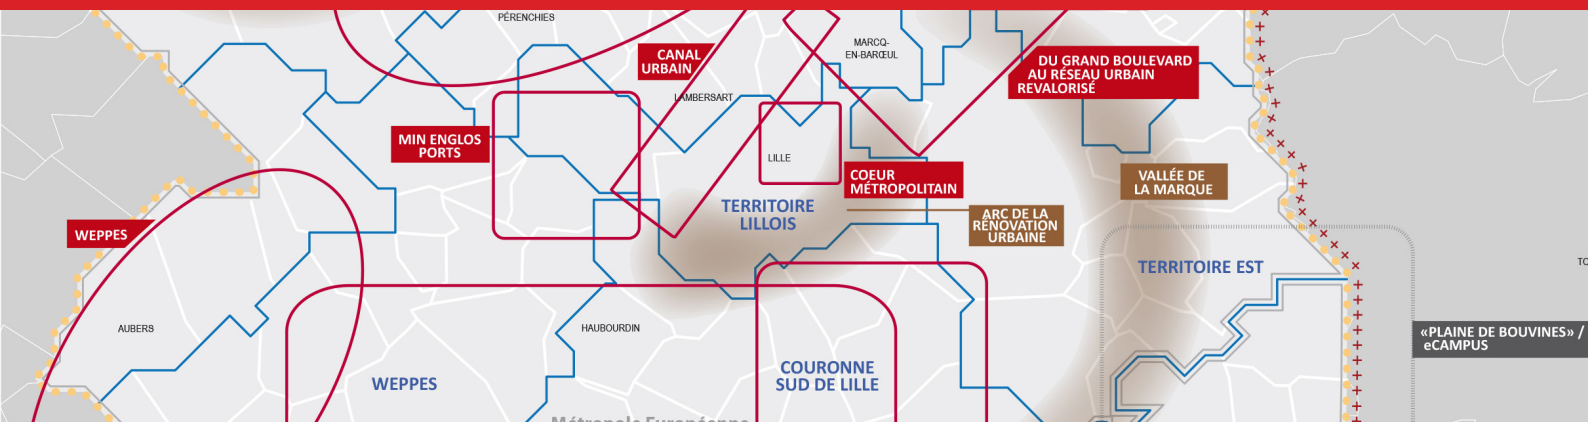 PÉRENCHIES
MARCQ-
EN-BARŒUL
CANAL
URBAIN
DU GRAND BOULEVARD
AU RÉSEAU URBAIN
REVALORISÉ
LAMBERSART
MIN ENGLOS
PORTS
LILLE
COEUR
MÉTROPOLITAIN
VALLÉE DE
LA MARQUE
TERRITOIRE
LILLOIS
ARC DE LA
RÉNOVATION
URBAINE
WEPPES
TERRITOIRE EST
AUBERS
HAUBOURDIN
«PLAINE DE BOUVINES» /
eCAMPUS
COURONNE
SUD DE LILLE
WEPPES
Métropole Européenne